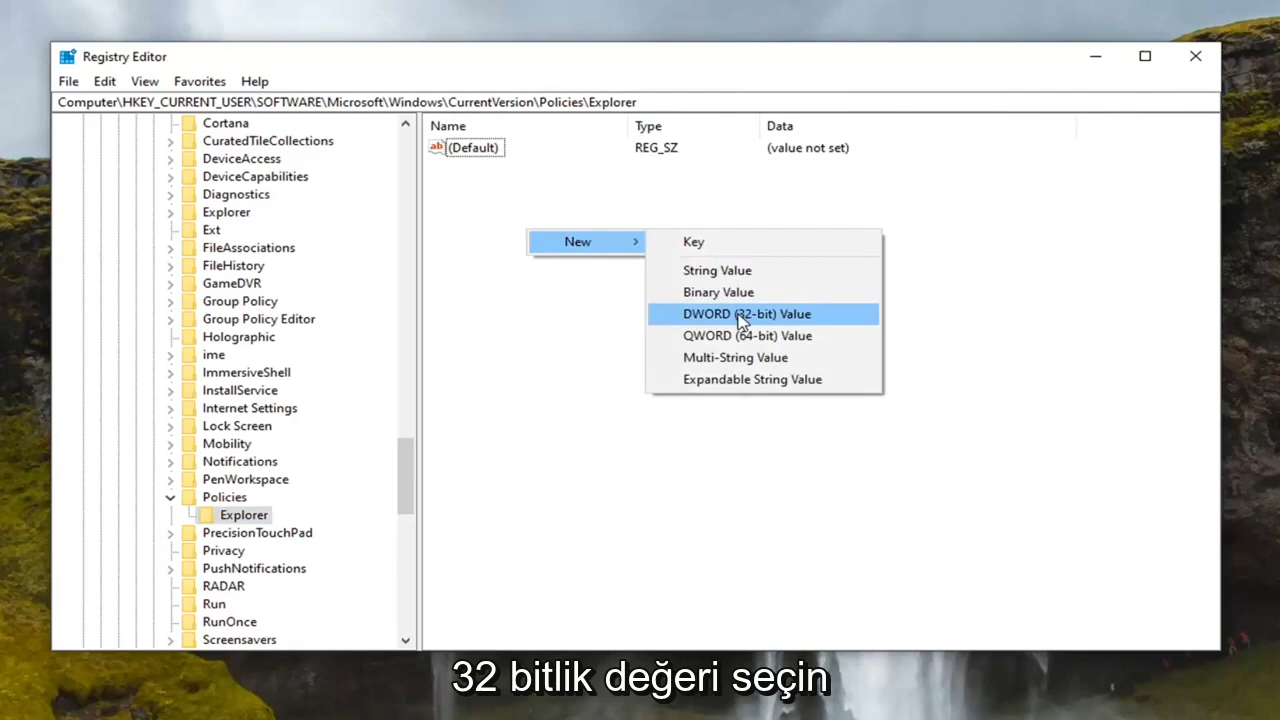 Registry Editor
File Edit View Favorites Help
Computer\HKEY_CURRENT_USER\SOFTWARE\Microsoft\Windows\CurrentVersion\Policies\Explorer
Cortana
CuratedTileCollections
DeviceAccess
DeviceCapabilities
Diagnostics
Explorer
Ext
FileAssociations
FileHistory
GameDVR
Group Policy
Group Policy Editor
Holographic
ime
ImmersiveShell
InstallService
Internet Settings
Lock Screen
Mobility
Notifications
PenWorkspace
Policies
Explorer
PrecisionTouchPad
Privacy
PushNotifications
RADAR
Run
RunOnce
Screensavers
Name Type Data
ab (Default) REG_SZ (value not set)
New
Key
String Value
Binary Value
DWORD (32-bit) Value
QWORD (64-bit) Value
Multi-String Value
Expandable String Value
32 bitlik değeri seçin